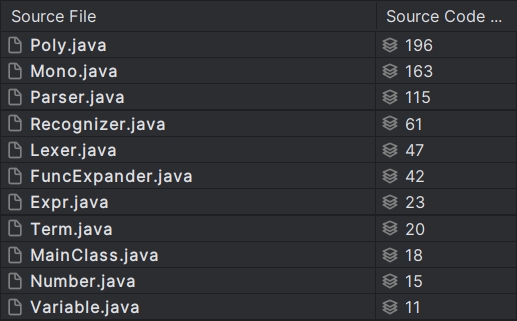 Source File Source Code ...
Poly.java 196
Mono.java 163
Parser.java 115
Recognizer.java 61
Lexer.java 47
FuncExpander.java 42
Expr.java 23
Term.java 20
MainClass.java 18
Number.java 15
Variable.java 11